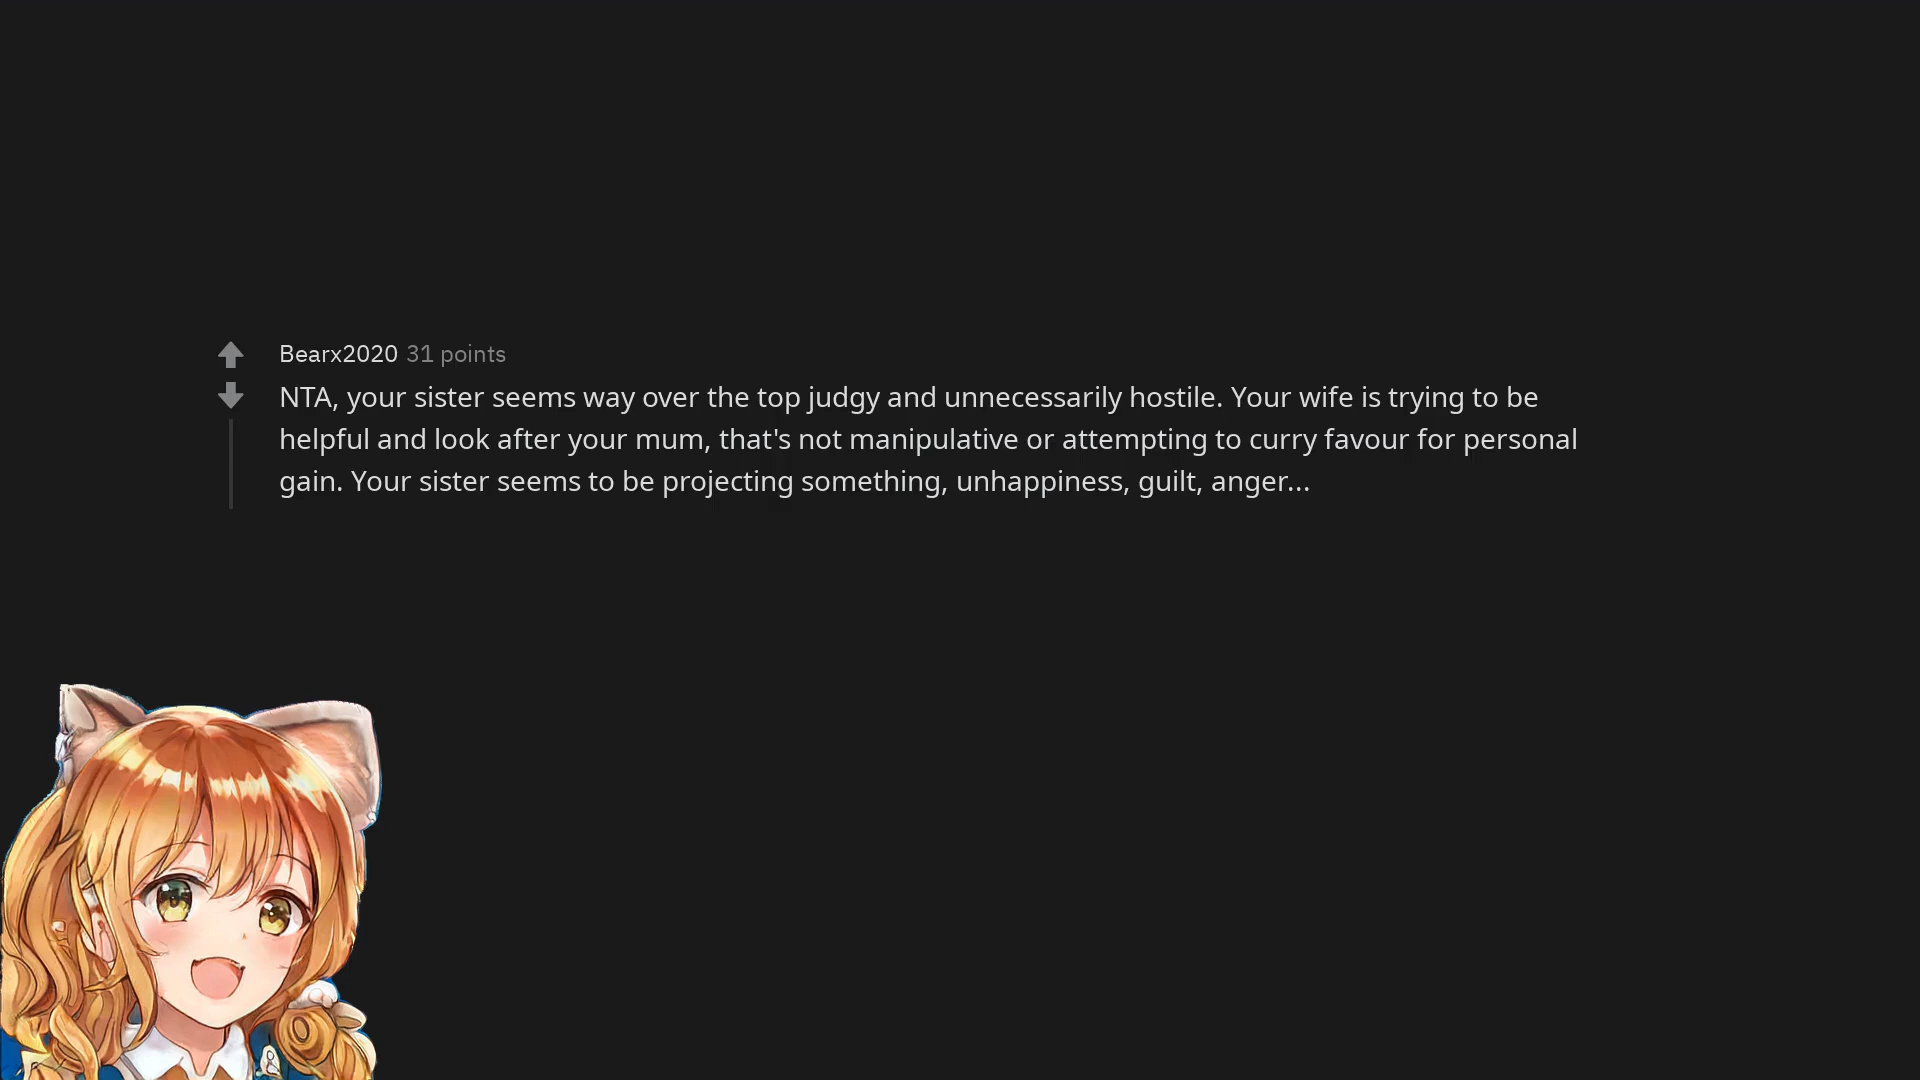 Bearx2020 31 points
NTA, your sister seems way over the top judgy and unnecessarily hostile. Your wife is trying to be
helpful and look after your mum, that's not manipulative or attempting to curry favour for personal
gain. Your sister seems to be projecting something, unhappiness, guilt, anger...